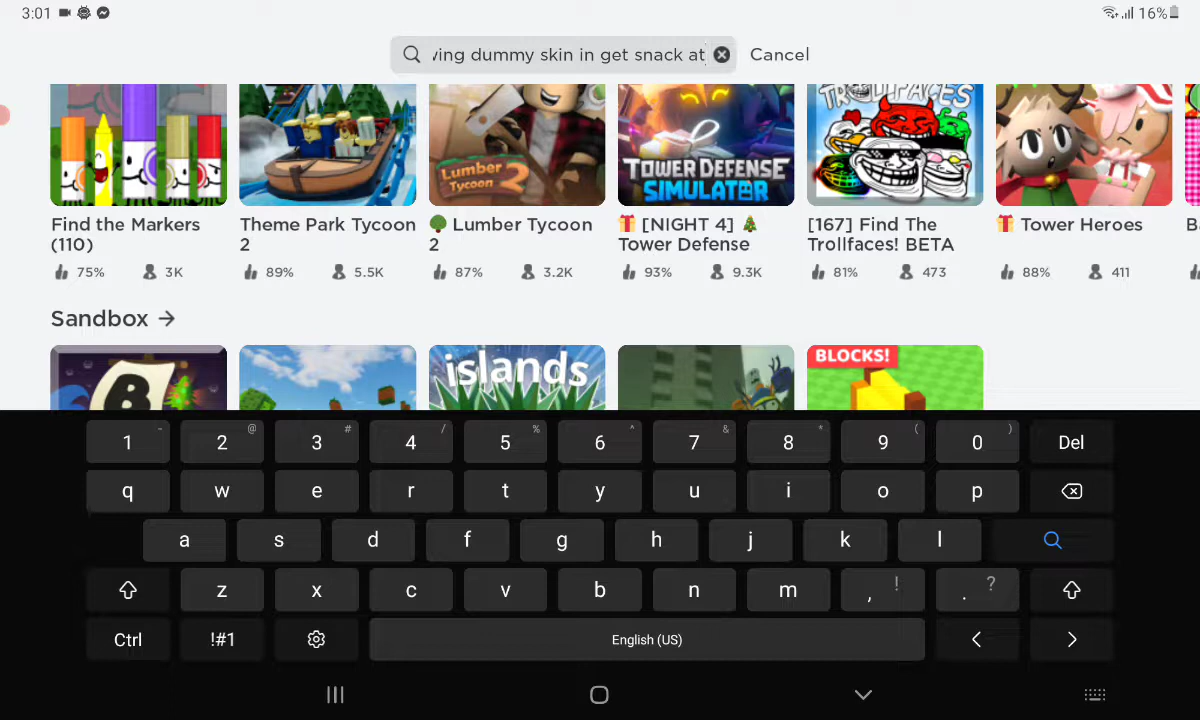 3:01 16%
ving dummy skin in get snack at Cancel
Lumber Tycoon 2
TOWER DEFENSE SIMULATOR
TROLLFACES
Find the Markers (110)
Theme Park Tycoon 2
Lumber Tycoon 2
[NIGHT 4] Tower Defense
[167] Find The Trollfaces! BETA
Tower Heroes
75% 3K 89% 5.5K 87% 3.2K 93% 9.3K 81% 473 88% 411
Sandbox →
B
islands
BLOCKS!
1 - 2 @ 3 # 4 / 5 % 6 ^ 7 & 8 * 9 ( 0 ) Del
q w e r t y u i o p
a s d f g h j k l
z x c v b n m , ! . ?
Ctrl !#1 English (US) < >